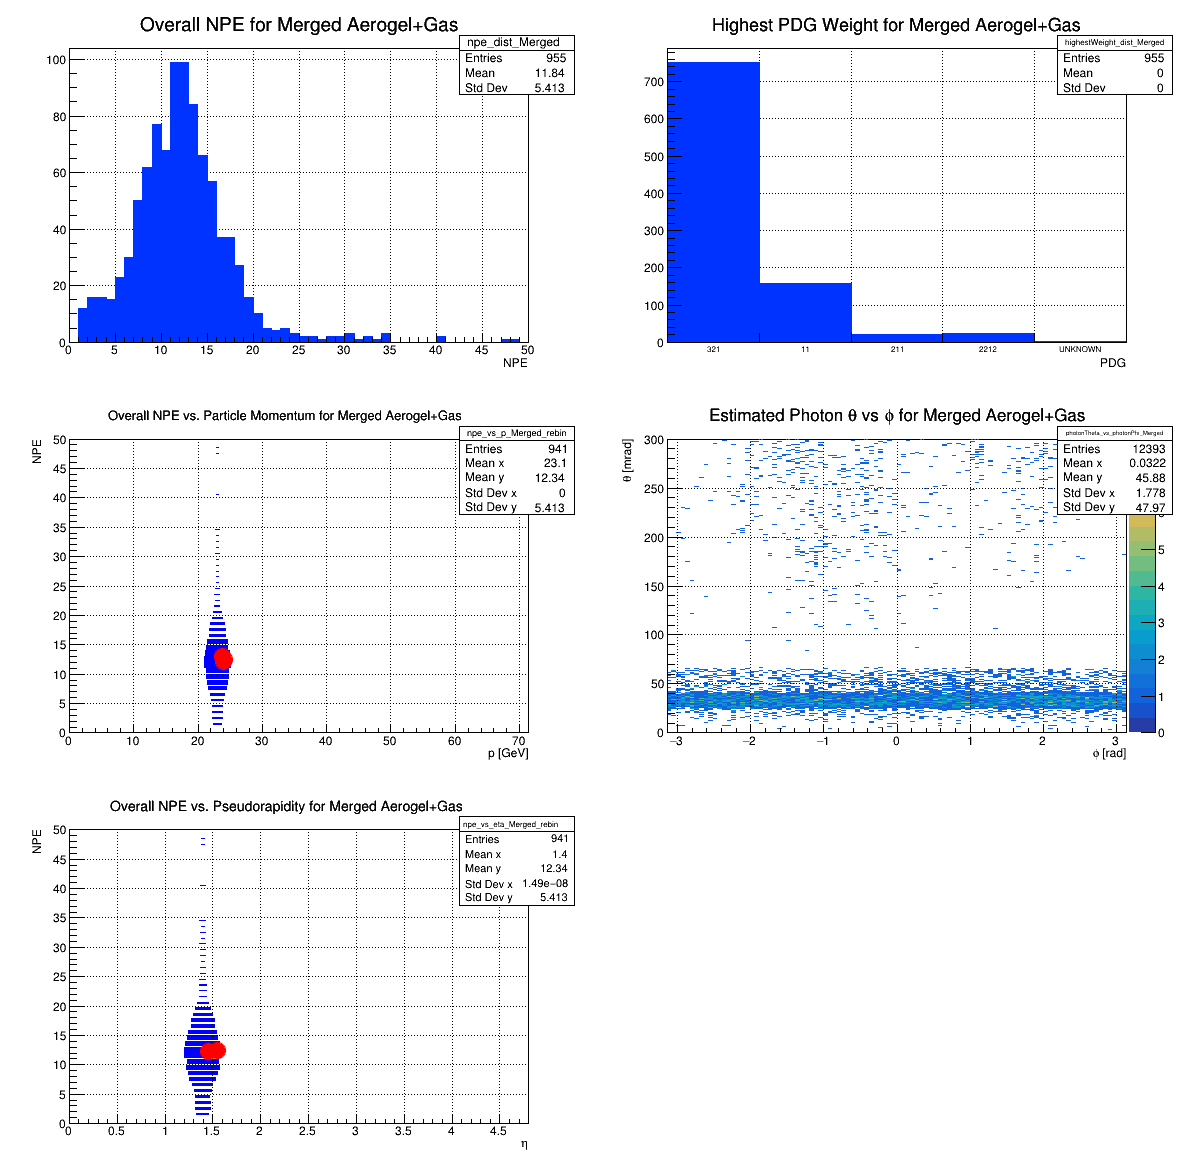 Overall NPE for Merged Aerogel+Gas
npe_dist_Merged
Entries 955
Mean 11.84
Std Dev 5.413
100
80
60
40
20
0
0 5 10 15 20 25 30 35 40 45 50
NPE
Highest PDG Weight for Merged Aerogel+Gas
highestWeight_dist_Merged
Entries 955
Mean 0
Std Dev 0
700
600
500
400
300
200
100
0
321 11 211 2212 UNKNOWN
PDG
Overall NPE vs. Particle Momentum for Merged Aerogel+Gas
npe_vs_p_Merged_rebin
Entries 941
Mean x 23.1
Mean y 12.34
Std Dev x 0
Std Dev y 5.413
NPE
50
45
40
35
30
25
20
15
10
5
0
0 10 20 30 40 50 60 70
p [GeV]
Estimated Photon θ vs ϕ for Merged Aerogel+Gas
photonTheta_vs_photonPhi_Merged
Entries 12393
Mean x 0.0322
Mean y 45.88
Std Dev x 1.778
Std Dev y 47.97
θ [mrad]
300
250
200
150
100
50
0
−3 −2 −1 0 1 2 3
ϕ [rad]
5
4
3
2
1
0
Overall NPE vs. Pseudorapidity for Merged Aerogel+Gas
npe_vs_eta_Merged_rebin
Entries 941
Mean x 1.4
Mean y 12.34
Std Dev x 1.49e−08
Std Dev y 5.413
NPE
50
45
40
35
30
25
20
15
10
5
0
0 0.5 1 1.5 2 2.5 3 3.5 4 4.5
η